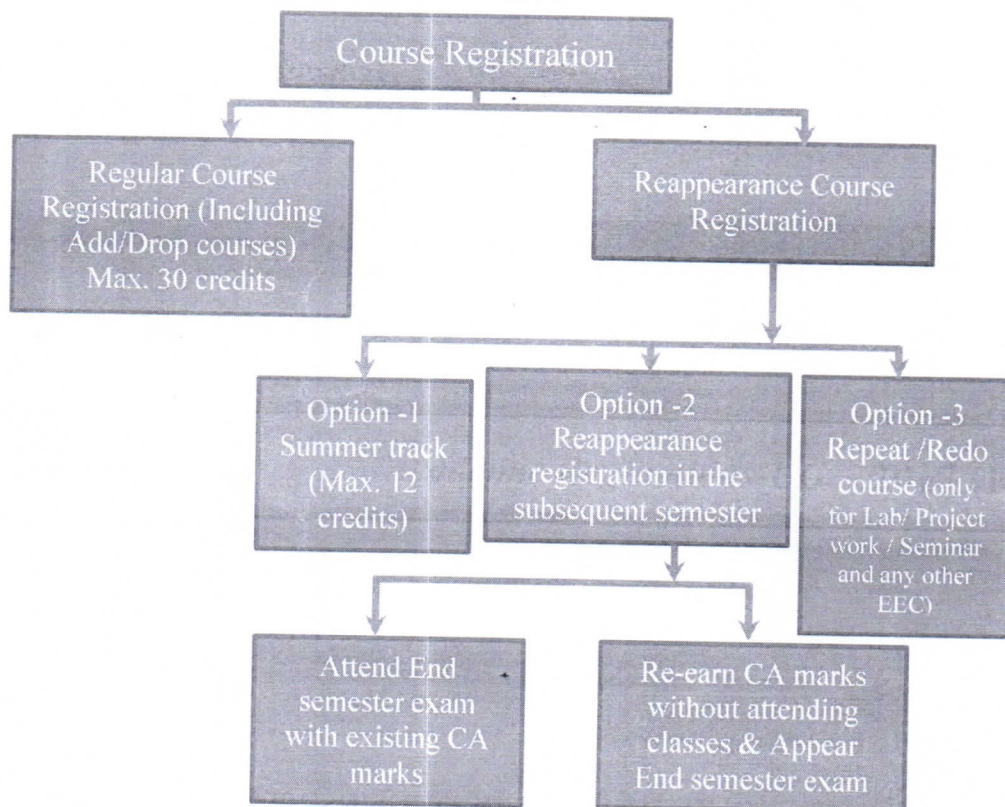 Course Registration
Regular Course
Registration (Including
Add/Drop courses)
Max. 30 credits
Reappearance Course
Registration
Option -1
Summer track
(Max. 12
credits)
Option -2
Reappearance
registration in the
subsequent semester
Option -3
Repeat /Redo
course (only
for Lab/ Project
work / Seminar
and any other
EEC)
Attend End
semester exam
with existing CA
marks
Re-earn CA marks
without attending
classes & Appear
End semester exam